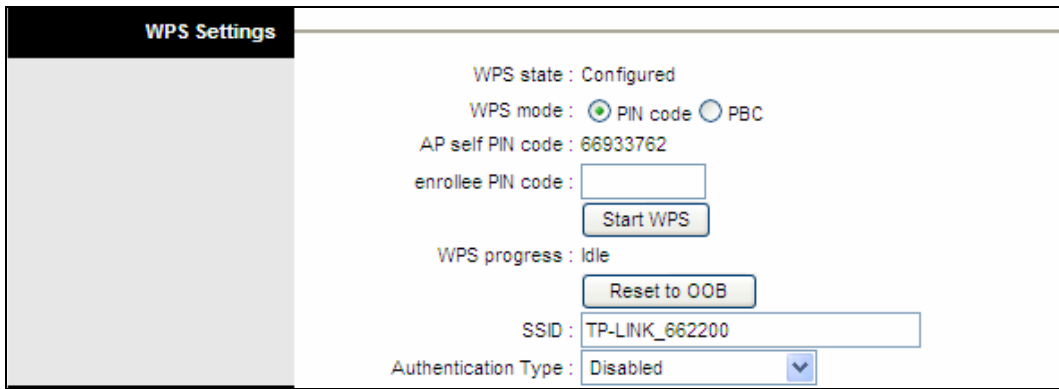 WPS Settings
WPS state : Configured
WPS mode : PIN code PBC
AP self PIN code : 66933762
enrollee PIN code :
Start WPS
WPS progress : Idle
Reset to OOB
SSID : TP-LINK_662200
Authentication Type : Disabled